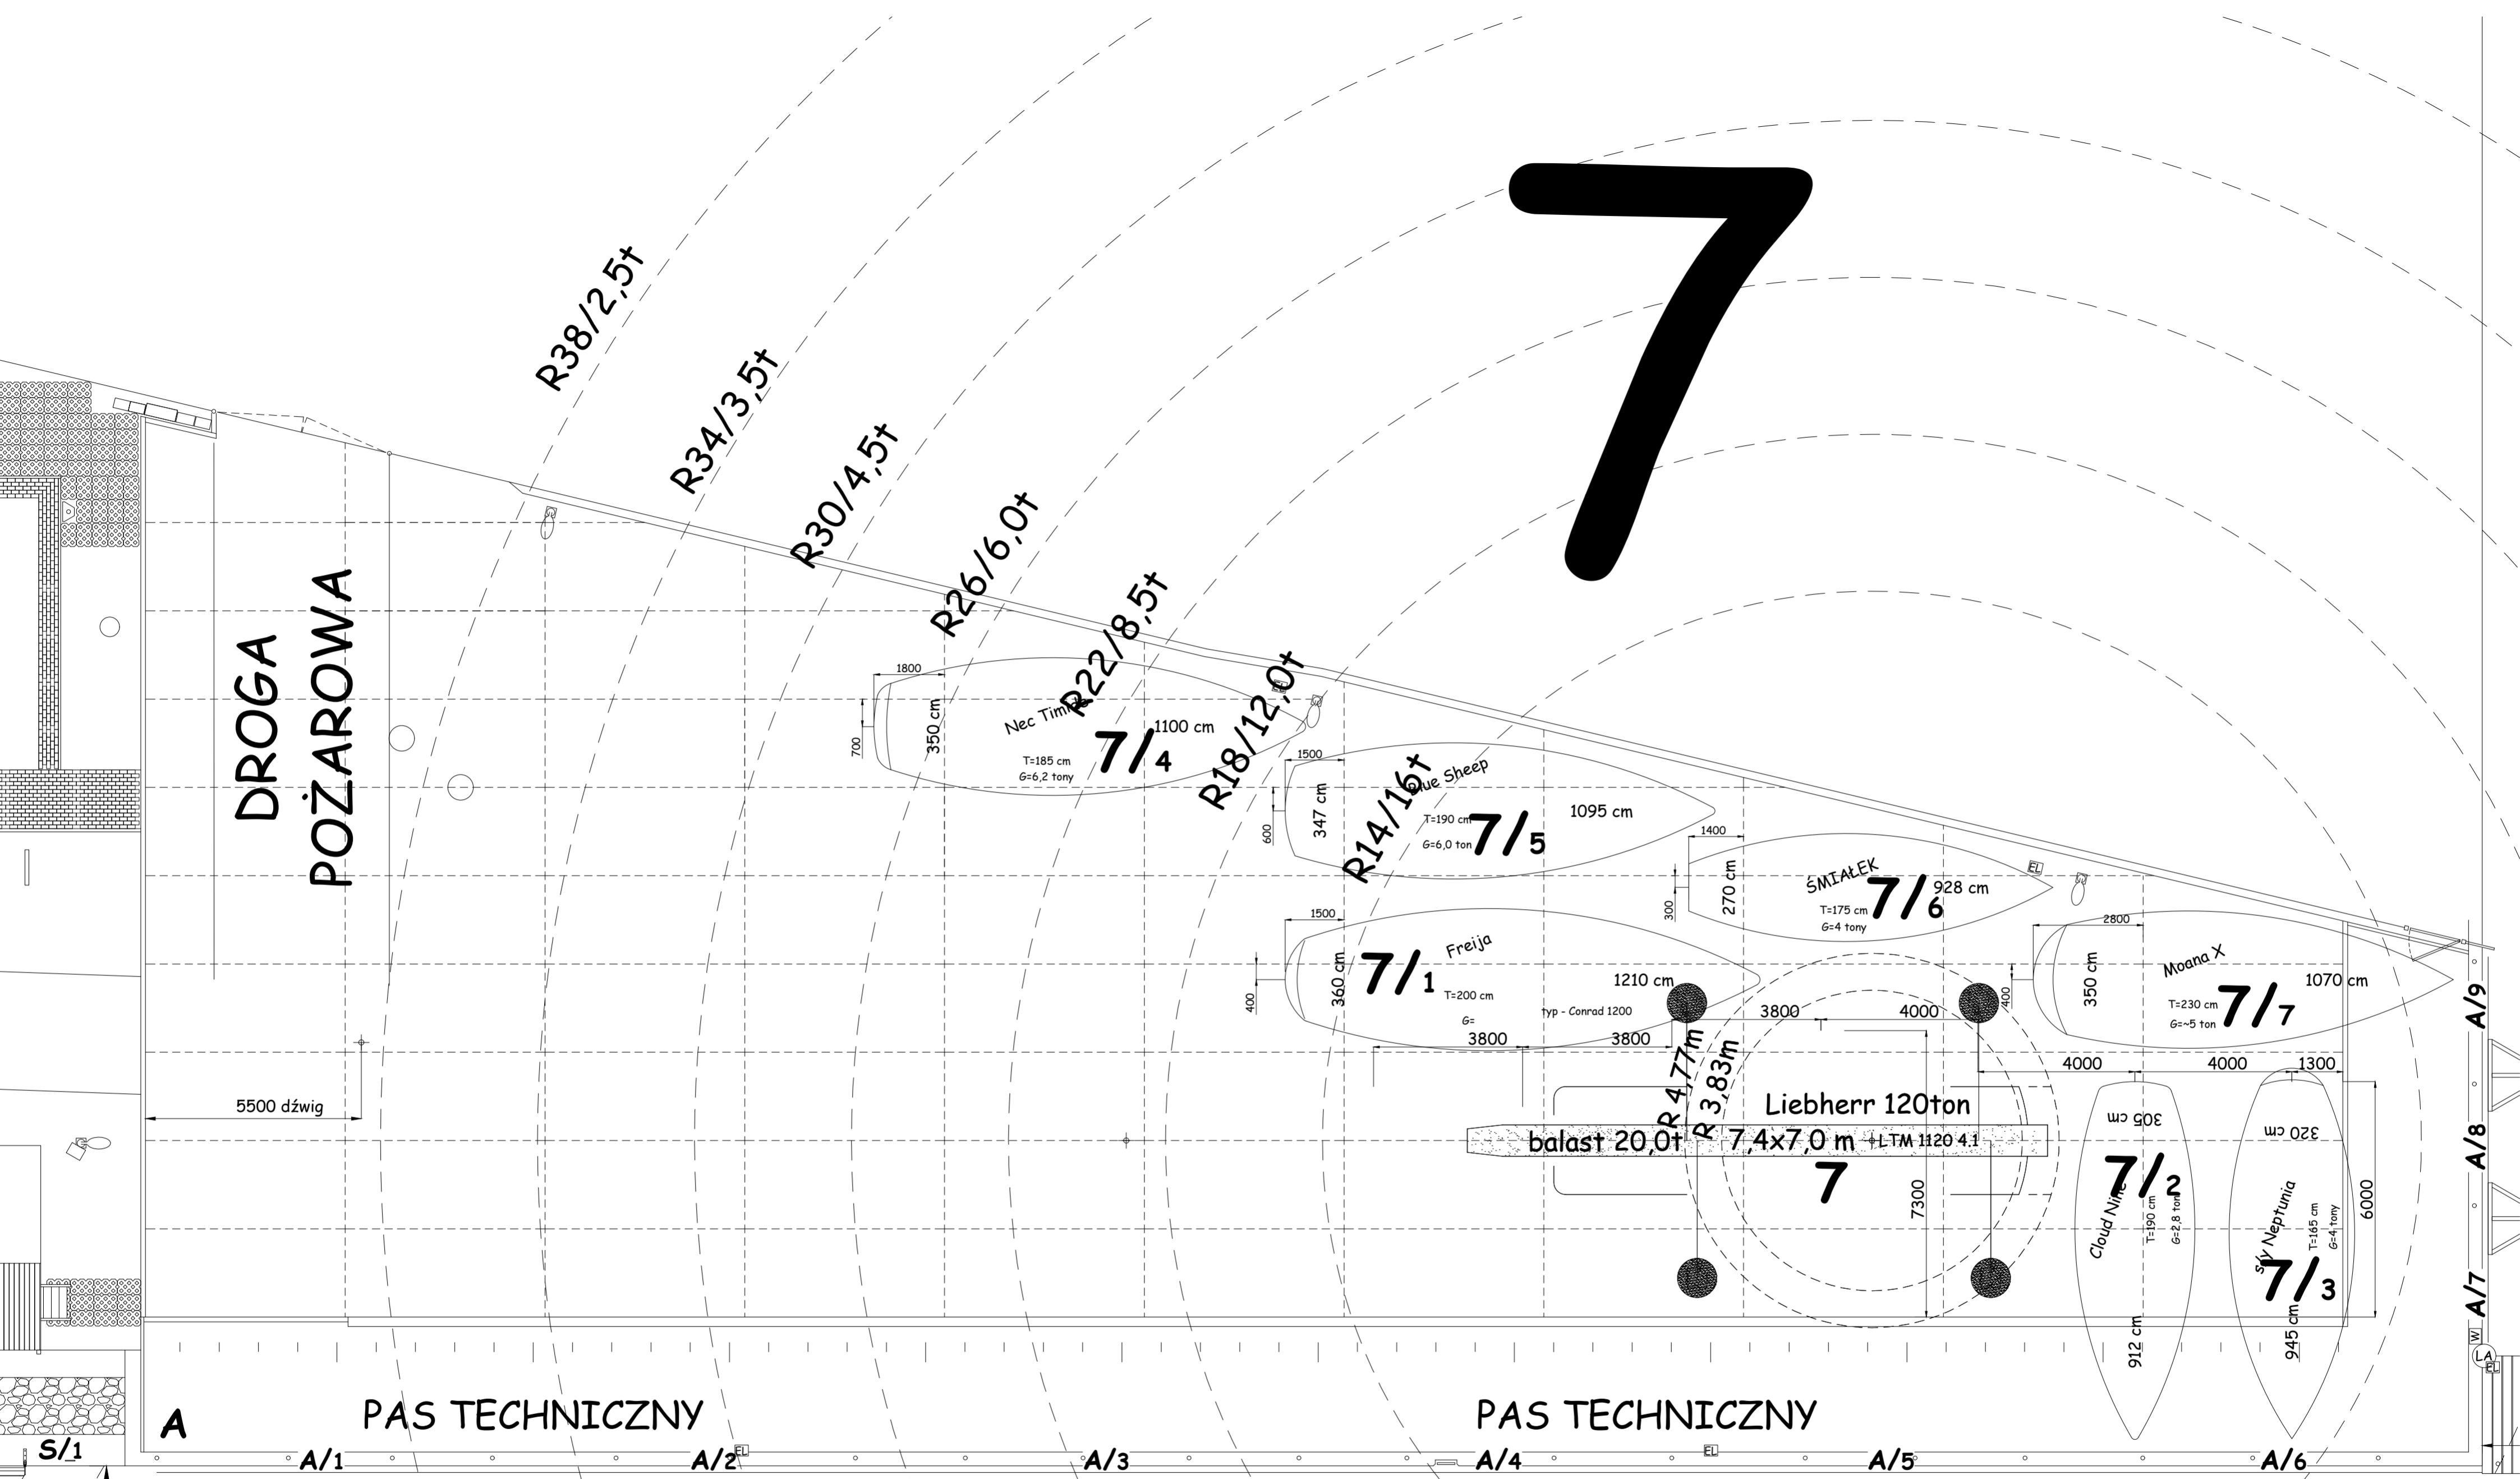 7
R38/2,5t
R34/3,5t
R30/4,5t
R26/6,0t
R22/8,5t
R18/12,0t
R14/16t
DROGA
POŻAROWA
1800
700
350 cm
1100 cm
7/4
T=185 cm
G=6,2 tony
EL
1500
600
347 cm
1095 cm
T=190 cm
G=6,0 ton
7/5
1400
300
270 cm
ŚMIAŁEK
928 cm
7/6
T=175 cm
G=4 tony
EL
1500
400
360 cm
7/1
Freija
1210 cm
T=200 cm
G=
typ - Conrad 1200
3800
3800
3800
4000
2800
400
350 cm
Moana X
1070 cm
T=230 cm
G=~5 ton
7/7
4000
4000
1300
R 4,77m
R 3,83m
Liebherr 120ton
balast 20,0t
7,4x7,0 m
LTM 1120 4.1
7
7300
305 cm
7/2
Cloud Nine
T=190 cm
G=2,8 ton
912 cm
320 cm
s/y Neptunia
T=165 cm
G=4 tony
7/3
945 cm
6000
5500 dźwig
A/9
A/8
A/7
W
LA
EL
PAS TECHNICZNY
PAS TECHNICZNY
A
S/1
A/1
A/2
EL
A/3
A/4
EL
A/5
A/6